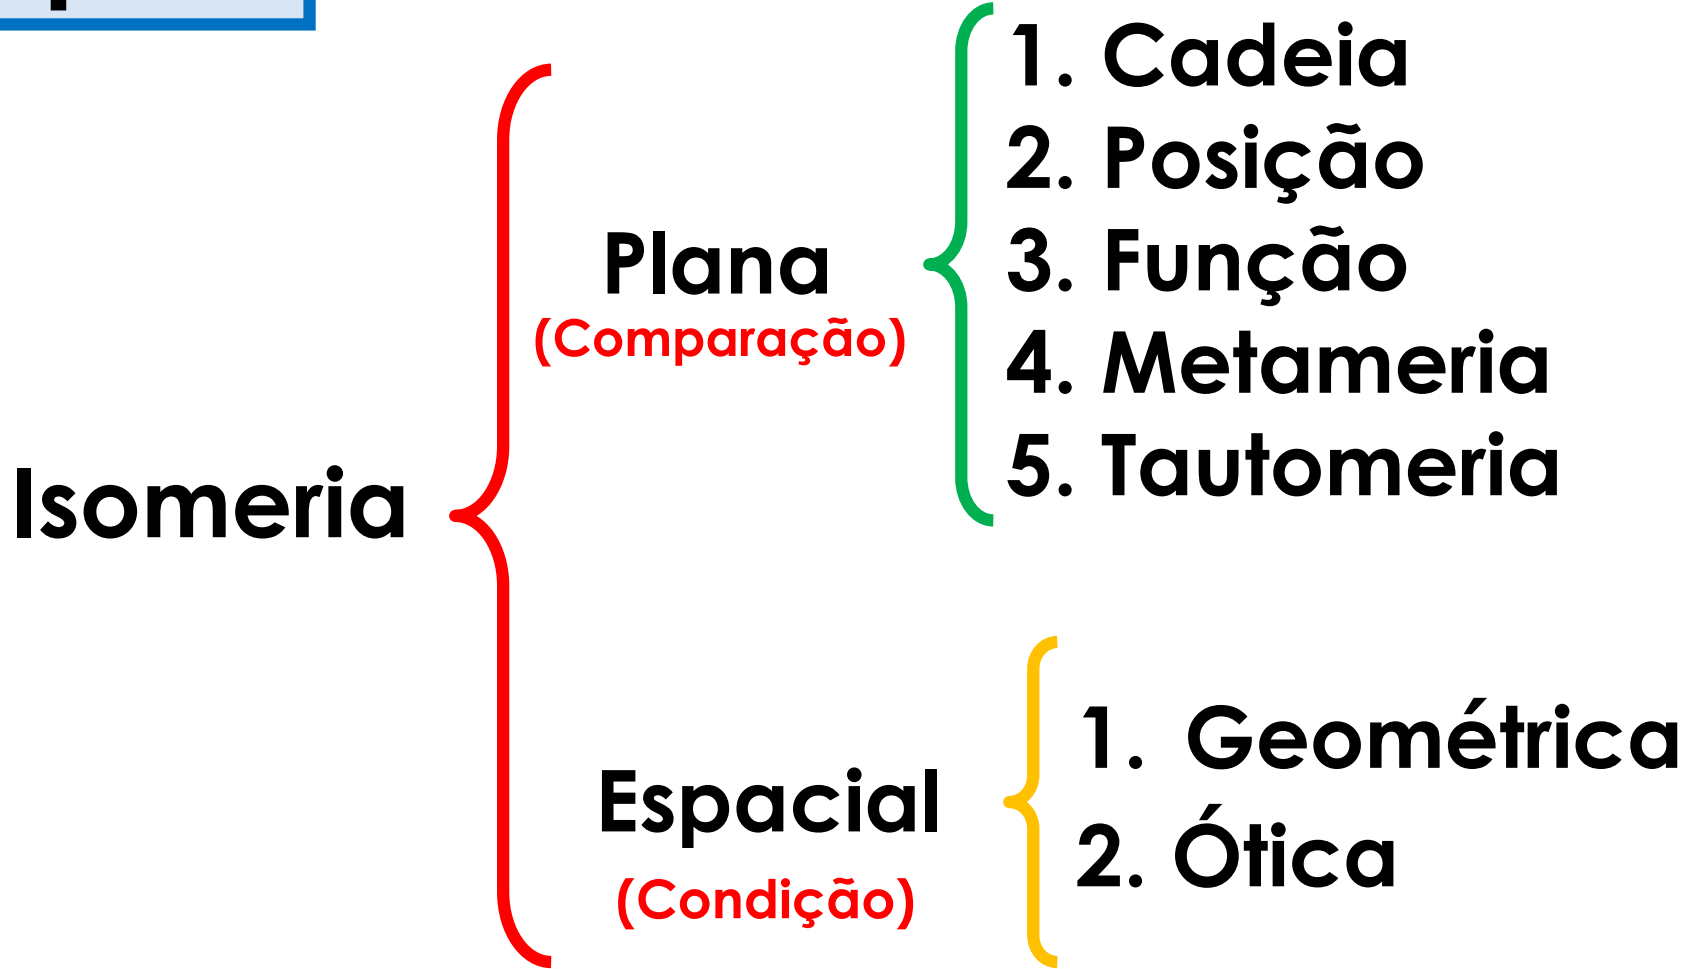 Isomeria
Plana
(Comparação)
1. Cadeia
2. Posição
3. Função
4. Metameria
5. Tautomeria
Espacial
(Condição)
1. Geométrica
2. Ótica